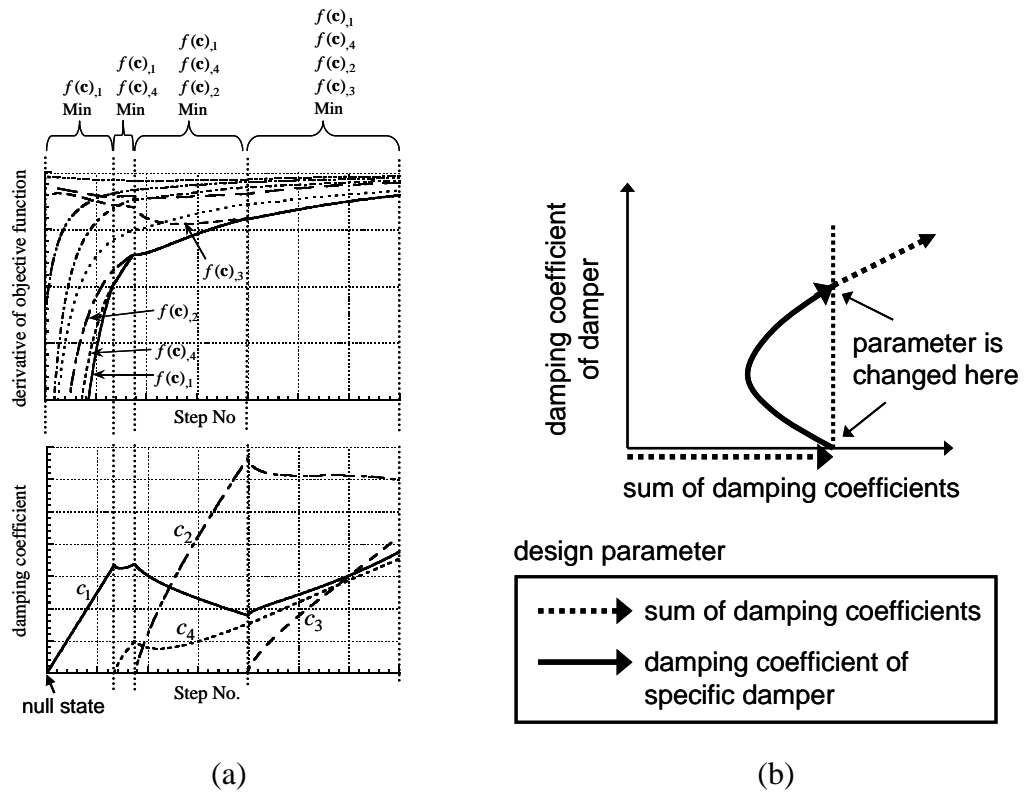 f(c),1
Min
f(c),1
f(c),4
Min
f(c),1
f(c),4
f(c),2
Min
f(c),1
f(c),4
f(c),2
f(c),3
Min
derivative of objective function
f(c),3
f(c),2
f(c),4
f(c),1
Step No
damping coefficient
c1
c2
c4
c3
Step No.
null state
(a)
damping coefficient
of damper
parameter is
changed here
sum of damping coefficients
design parameter
sum of damping coefficients
damping coefficient of
specific damper
(b)